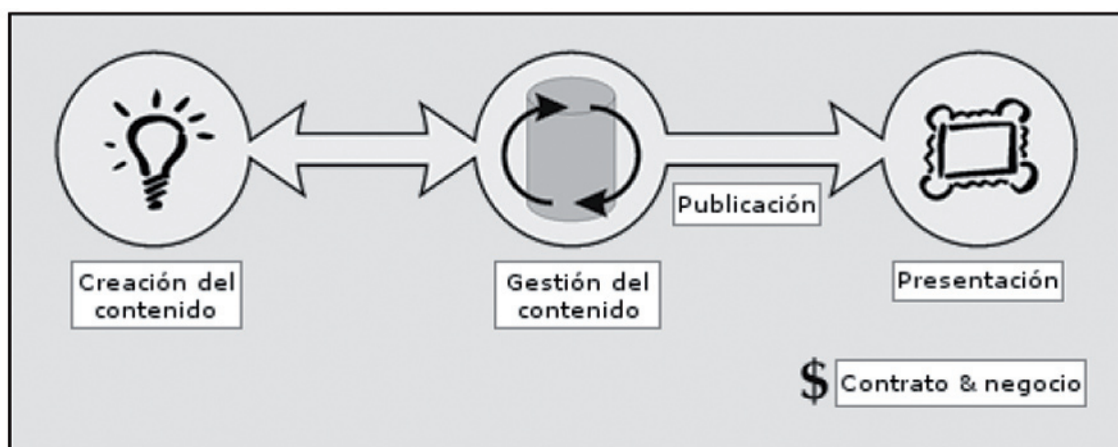 Creación del
contenido
Gestión del
contenido
Publicación
Presentación
$ Contrato & negocio